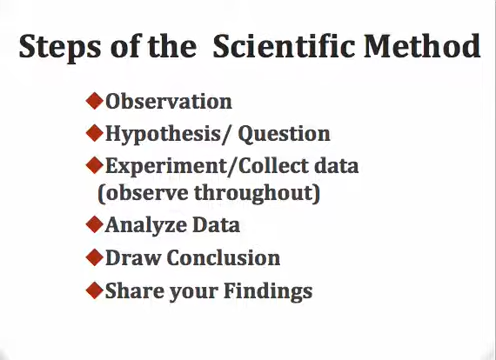 Steps of the Scientific Method
Observation
Hypothesis/ Question
Experiment/Collect data
(observe throughout)
Analyze Data
Draw Conclusion
Share your Findings